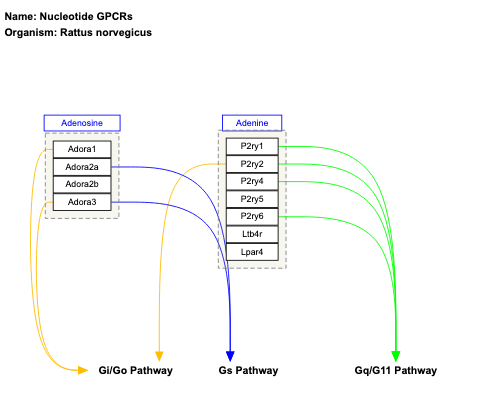 Name: Nucleotide GPCRs
Organism: Rattus norvegicus
Adenosine
Adenine
Adora1
Adora2a
Adora2b
Adora3
P2ry1
P2ry2
P2ry4
P2ry5
P2ry6
Ltb4r
Lpar4
Gi/Go Pathway
Gs Pathway
Gq/G11 Pathway